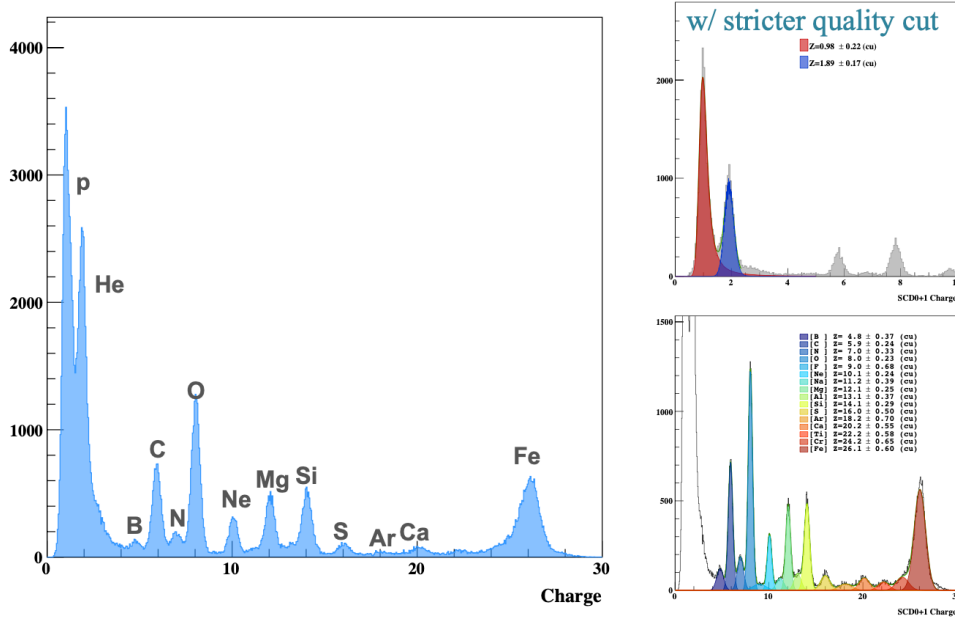 4000
3000
2000
1000
0
0
10
20
30
Charge
p
He
B
C
N
O
Ne
Mg
Si
S
Ar
Ca
Fe
w/ stricter quality cut
Z=0.98 ± 0.22 (cu)
Z=1.89 ± 0.17 (cu)
2000
1000
0
0
2
4
6
8
SCD0+1 Charge
1500
1000
500
0
[B ] Z= 4.8 ± 0.37 (cu)
[C ] Z= 5.9 ± 0.24 (cu)
[N ] Z= 7.0 ± 0.33 (cu)
[O ] Z= 8.0 ± 0.23 (cu)
[F ] Z= 9.0 ± 0.68 (cu)
[Ne] Z=10.1 ± 0.24 (cu)
[Na] Z=11.2 ± 0.39 (cu)
[Mg] Z=12.1 ± 0.25 (cu)
[Al] Z=13.1 ± 0.37 (cu)
[Si] Z=14.1 ± 0.29 (cu)
[S ] Z=16.0 ± 0.50 (cu)
[Ar] Z=18.2 ± 0.70 (cu)
[Ca] Z=20.2 ± 0.55 (cu)
[Ti] Z=22.2 ± 0.58 (cu)
[Cr] Z=24.2 ± 0.65 (cu)
[Fe] Z=26.1 ± 0.60 (cu)
0
10
20
SCD0+1 Charge